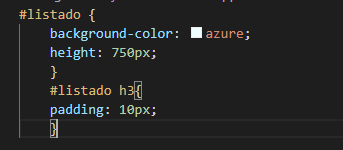 #listado {
background-color: azure;
height: 750px;
}
#listado h3{
padding: 10px;
}